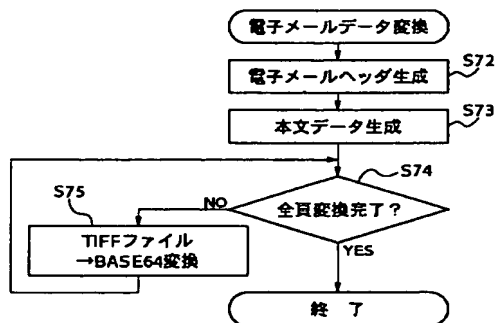 電子メールデータ変換
S72
電子メールヘッダ生成
S73
本文データ生成
S74
全頁変換完了？
NO
S75
TIFFファイル
→BASE64変換
YES
終 了